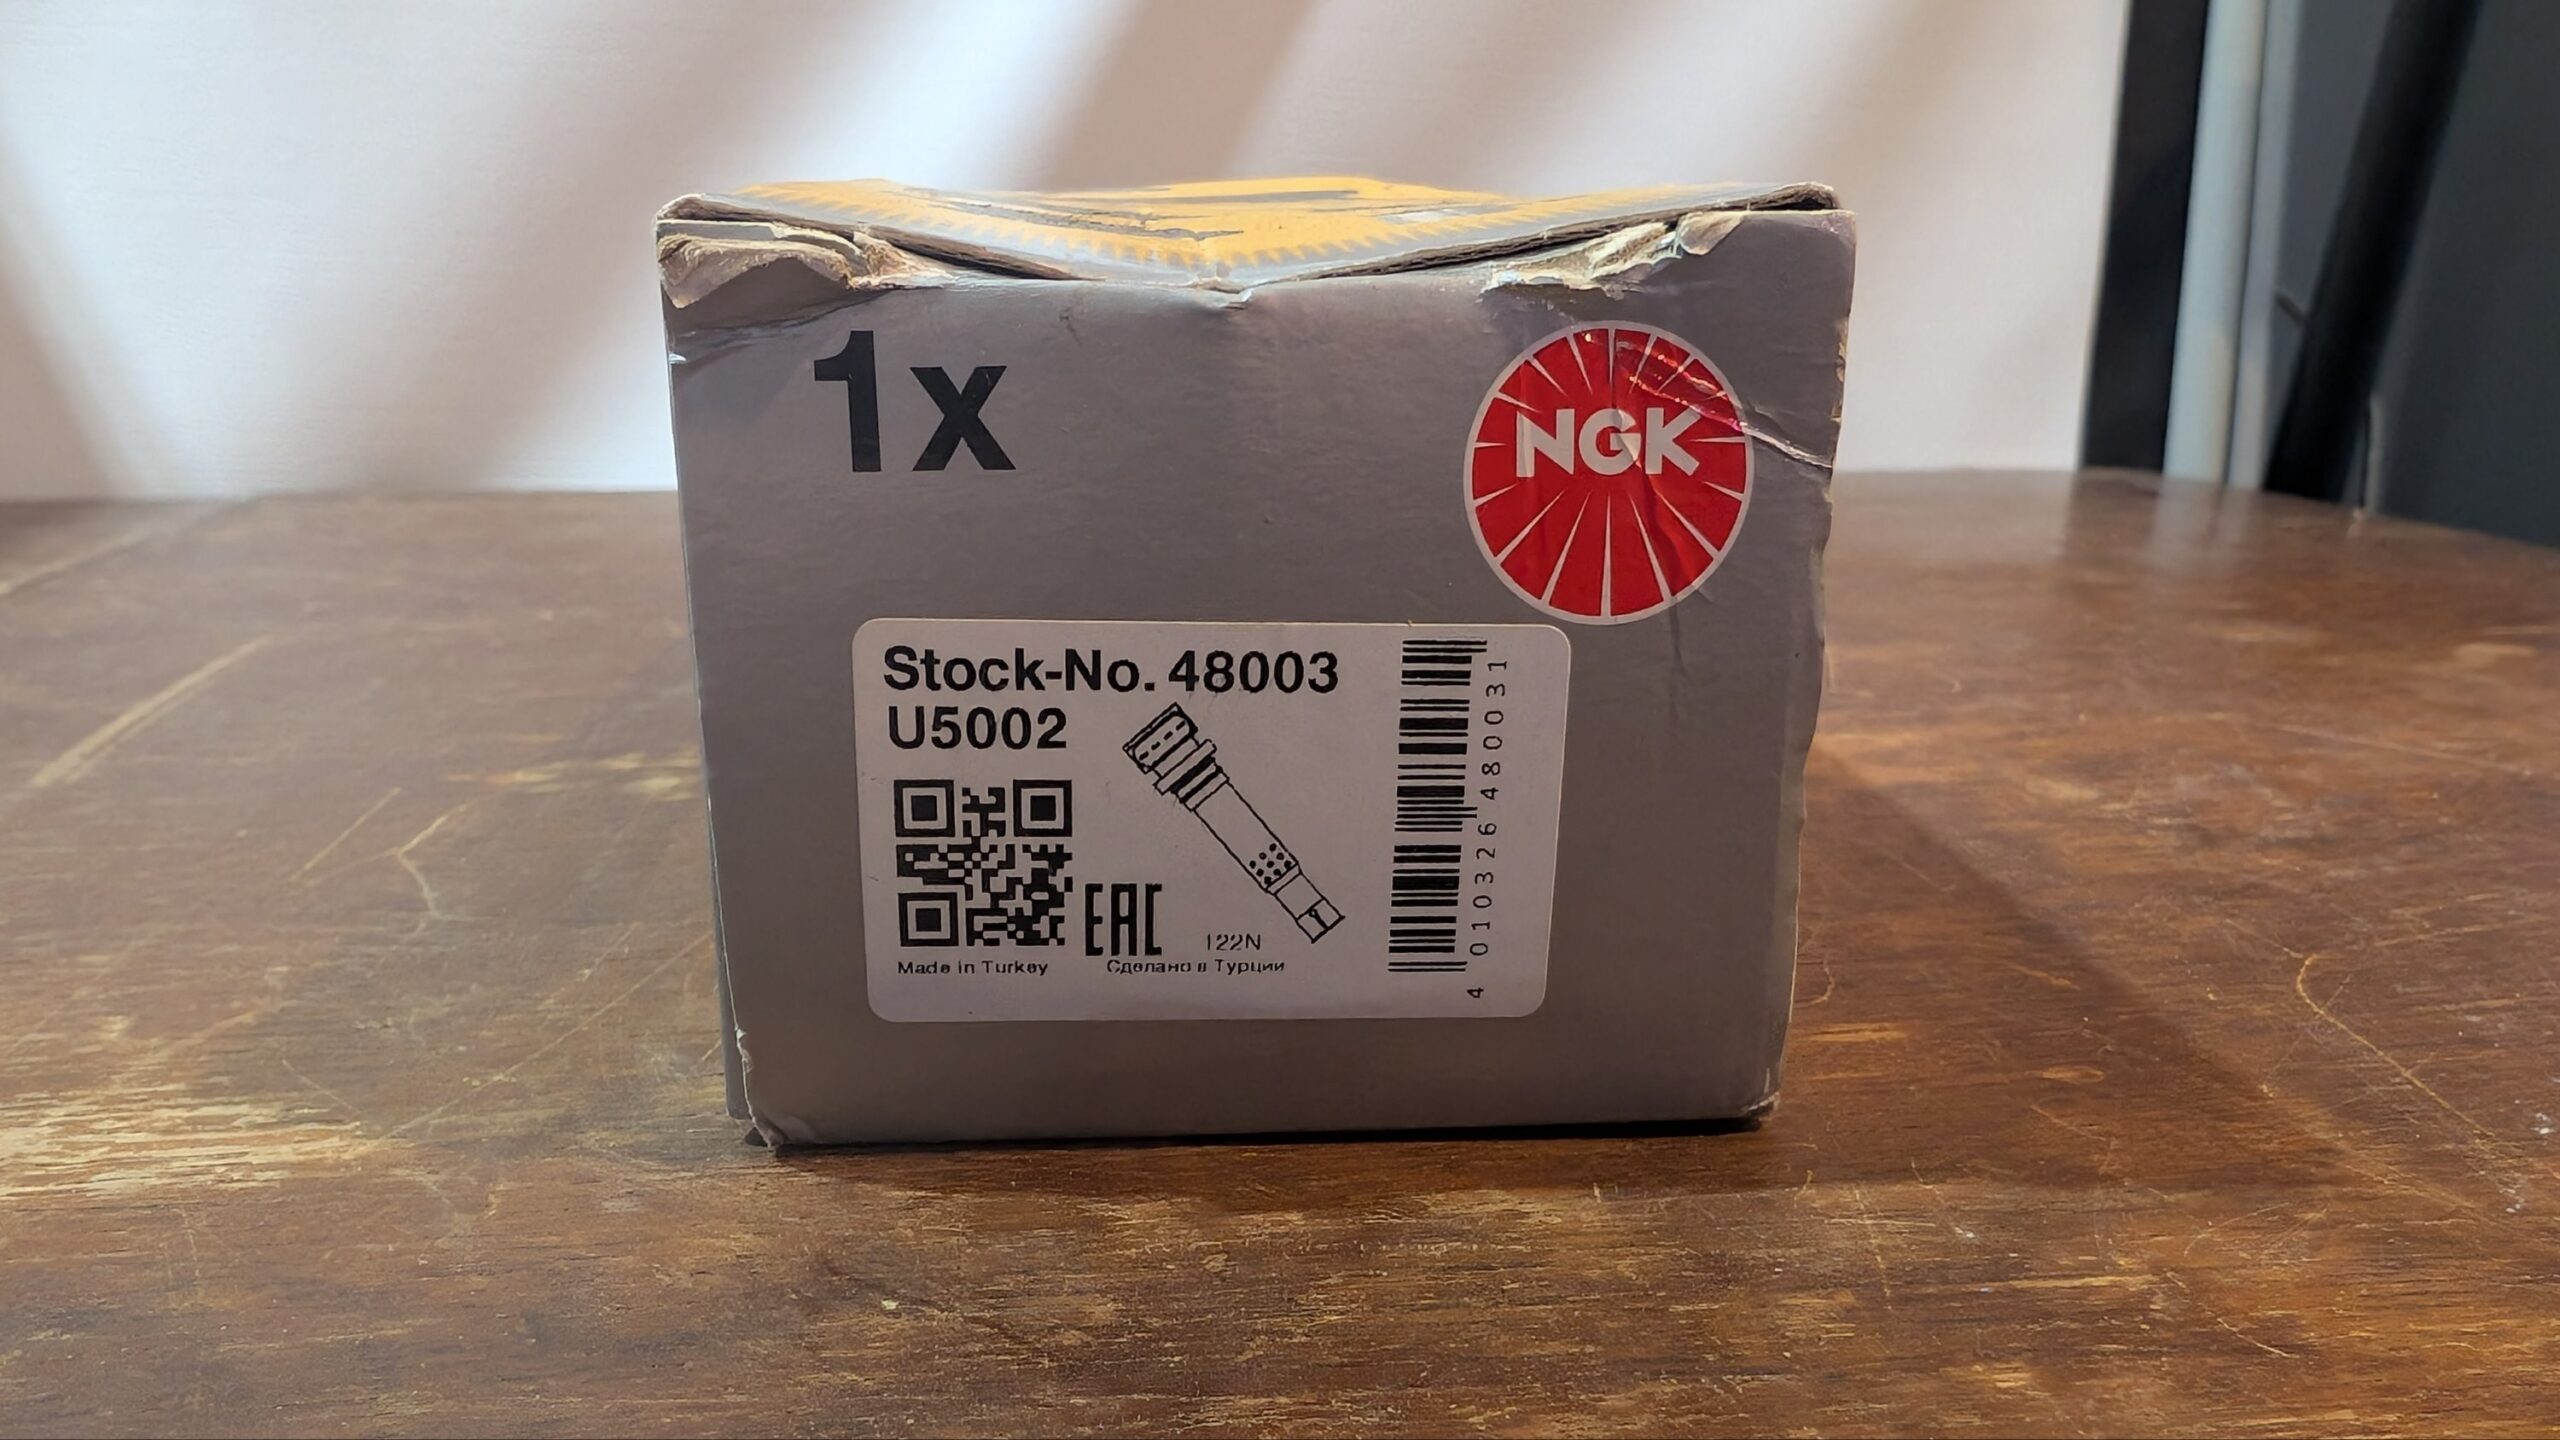 1x
NGK
Stock-No. 48003
U5002
EAC
122N
Made in Turkey
Сделано в Турции
4 010326 480031